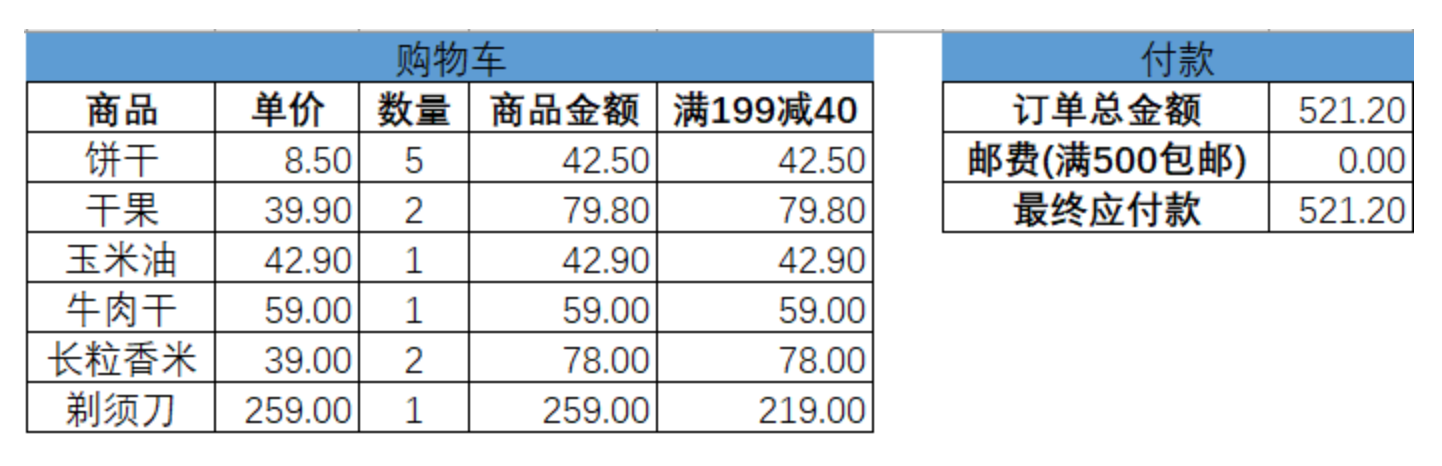 购物车
商品 单价 数量 商品金额 满199减40
饼干 8.50 5 42.50 42.50
干果 39.90 2 79.80 79.80
玉米油 42.90 1 42.90 42.90
牛肉干 59.00 1 59.00 59.00
长粒香米 39.00 2 78.00 78.00
剃须刀 259.00 1 259.00 219.00
付款
订单总金额 521.20
邮费(满500包邮) 0.00
最终应付款 521.20